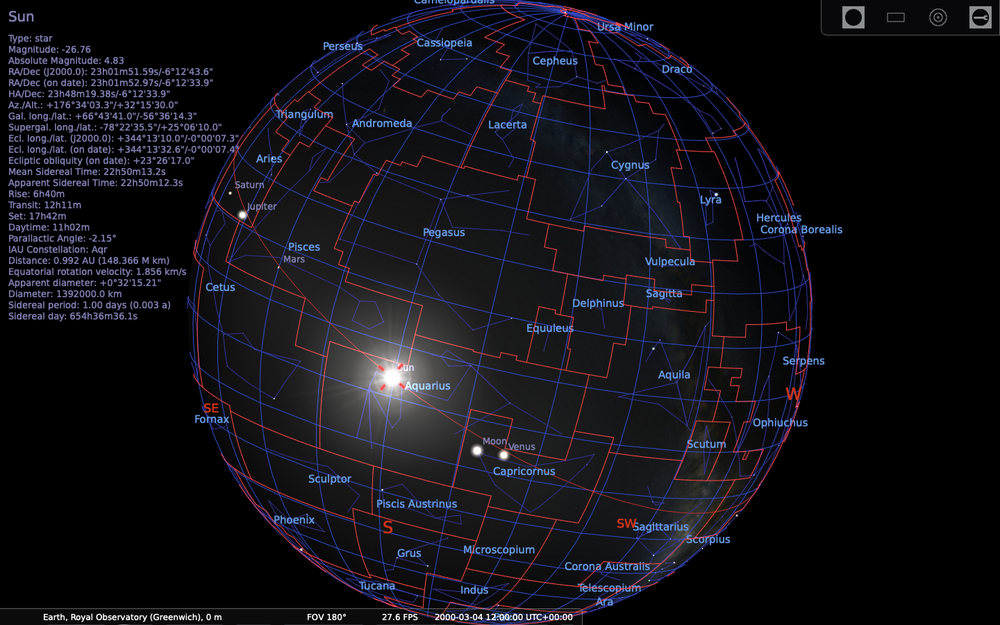 Sun
Type: star
Magnitude: -26.76
Absolute Magnitude: 4.83
RA/Dec (J2000.0): 23h01m51.59s/-6°12'43.6"
RA/Dec (on date): 23h01m52.97s/-6°12'33.9"
HA/Dec: 23h48m19.38s/-6°12'33.9"
Az./Alt.: +176°34'03.3"/+32°15'30.0"
Gal. long./lat.: +66°43'41.0"/-56°36'14.3"
Supergal. long./lat.: -78°22'35.5"/+25°06'10.0"
Ecl. long./lat. (J2000.0): +344°13'10.0"/-0°00'07.3"
Ecl. long./lat. (on date): +344°13'32.6"/-0°00'07.4"
Ecliptic obliquity (on date): +23°26'17.0"
Mean Sidereal Time: 22h50m13.2s
Apparent Sidereal Time: 22h50m12.3s
Rise: 6h40m
Transit: 12h11m
Set: 17h42m
Daytime: 11h02m
Parallactic Angle: -2.15°
IAU Constellation: Aqr
Distance: 0.992 AU (148.366 M km)
Equatorial rotation velocity: 1.856 km/s
Apparent diameter: +0°32'15.21"
Diameter: 1392000.0 km
Sidereal period: 1.00 days (0.003 a)
Sidereal day: 654h36m36.1s
Camelopardalis
Ursa Minor
Cassiopeia
Perseus
Cepheus
Draco
Triangulum
Andromeda
Lacerta
Aries
Cygnus
Saturn
Lyra
Jupiter
Hercules
Corona Borealis
Pegasus
Pisces
Mars
Vulpecula
Cetus
Sagitta
Delphinus
Equuleus
Serpens
Sun
Aquila
Aquarius
W
SE
Fornax
Ophiuchus
Moon
Venus
Scutum
Capricornus
Sculptor
Piscis Austrinus
Phoenix
S
SW
Sagittarius
Scorpius
Microscopium
Grus
Corona Australis
Tucana
Indus
Telescopium
Ara
Earth, Royal Observatory (Greenwich), 0 m
FOV 180°
27.6 FPS
2000-03-04 12:00:00 UTC+00:00